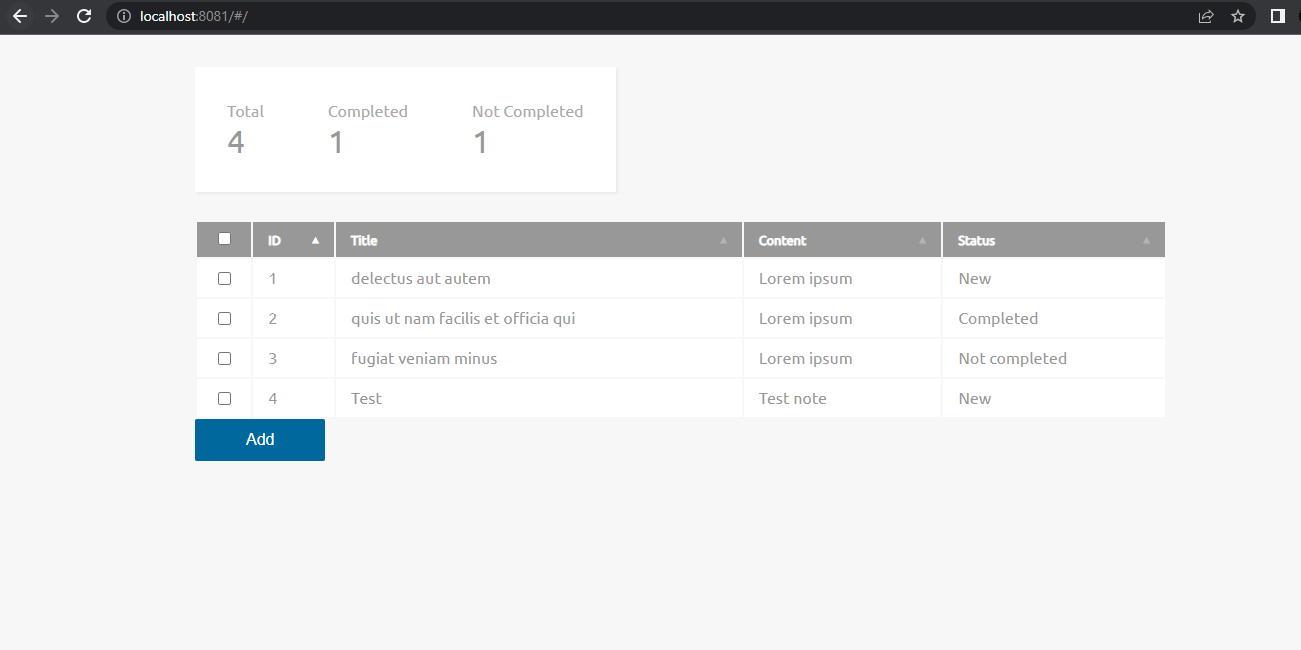 localhost:8081/#/
Total Completed Not Completed
4 1 1
ID Title Content Status
1 delectus aut autem Lorem ipsum New
2 quis ut nam facilis et officia qui Lorem ipsum Completed
3 fugiat veniam minus Lorem ipsum Not completed
4 Test Test note New
Add